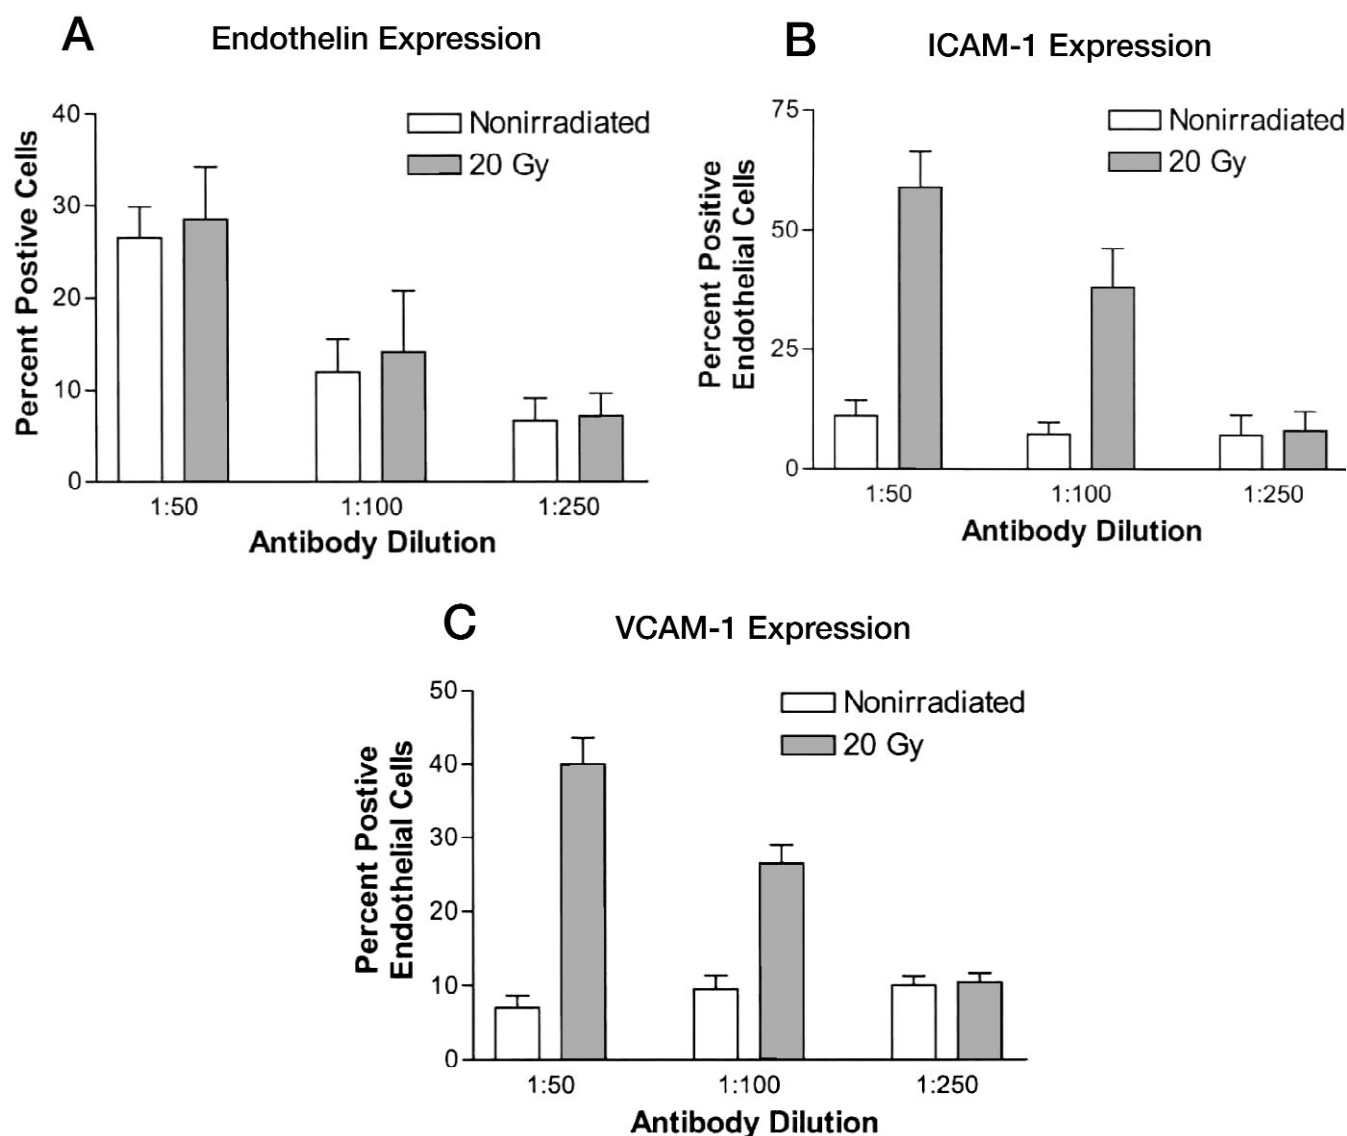 A
Endothelin Expression
Percent Postive Cells
40
30
20
10
0
Nonirradiated
20 Gy
1:50
1:100
1:250
Antibody Dilution
B
ICAM-1 Expression
Percent Positive
Endothelial Cells
75
50
25
0
Nonirradiated
20 Gy
1:50
1:100
1:250
Antibody Dilution
C
VCAM-1 Expression
Percent Postive
Endothelial Cells
50
40
30
20
10
0
Nonirradiated
20 Gy
1:50
1:100
1:250
Antibody Dilution